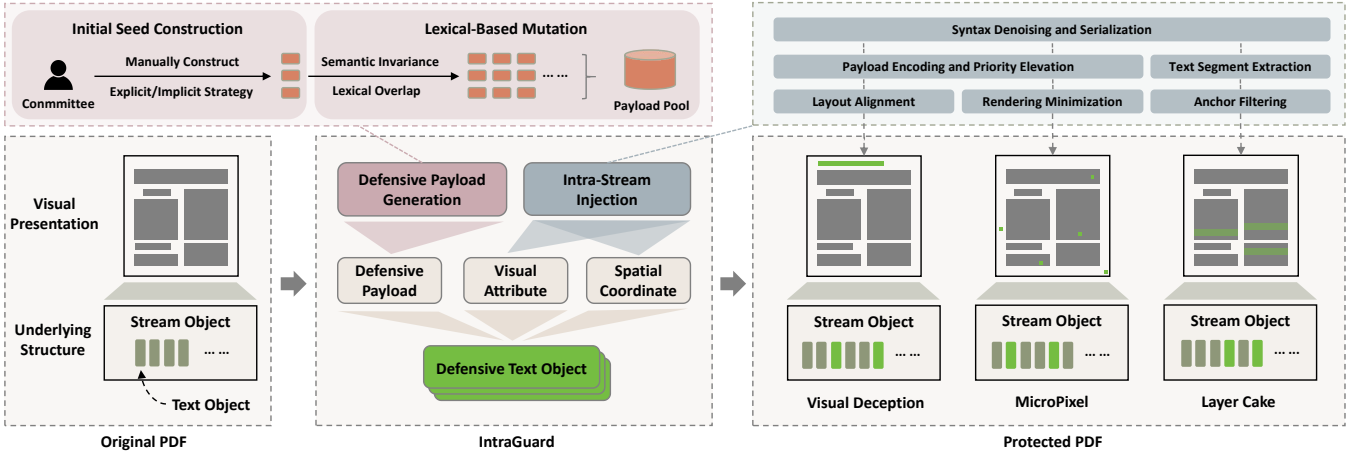 Initial Seed Construction
Conmmittee
Manually Construct
Explicit/Implicit Strategy
Lexical-Based Mutation
Semantic Invariance
Lexical Overlap
... ...
Payload Pool
Syntax Denoising and Serialization
Payload Encoding and Priority Elevation
Text Segment Extraction
Layout Alignment
Rendering Minimization
Anchor Filtering
Visual
Presentation
Underlying
Structure
Stream Object
... ...
Text Object
Original PDF
Defensive Payload
Generation
Intra-Stream
Injection
Defensive
Payload
Visual
Attribute
Spatial
Coordinate
Defensive Text Object
IntraGuard
Stream Object
... ...
Visual Deception
Stream Object
... ...
MicroPixel
Stream Object
... ...
Layer Cake
Protected PDF